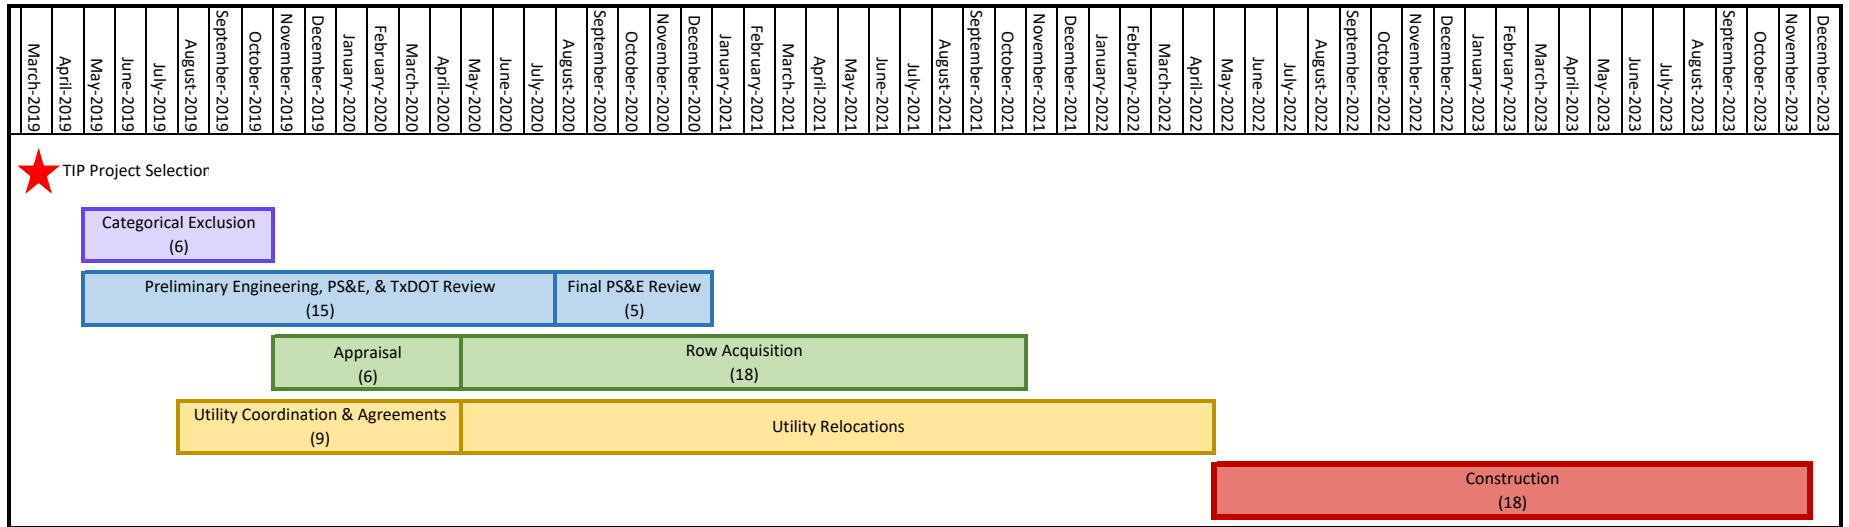 March-2019
April-2019
May-2019
June-2019
July-2019
August-2019
September-2019
October-2019
November-2019
December-2019
January-2020
February-2020
March-2020
April-2020
May-2020
June-2020
July-2020
August-2020
September-2020
October-2020
November-2020
December-2020
January-2021
February-2021
March-2021
April-2021
May-2021
June-2021
July-2021
August-2021
September-2021
October-2021
November-2021
December-2021
January-2022
February-2022
March-2022
April-2022
May-2022
June-2022
July-2022
August-2022
September-2022
October-2022
November-2022
December-2022
January-2023
February-2023
March-2023
April-2023
May-2023
June-2023
July-2023
August-2023
September-2023
October-2023
November-2023
December-2023
TIP Project Selection
Categorical Exclusion
(6)
Preliminary Engineering, PS&E, & TxDOT Review
(15)
Final PS&E Review
(5)
Appraisal
(6)
Row Acquisition
(18)
Utility Coordination & Agreements
(9)
Utility Relocations
Construction
(18)